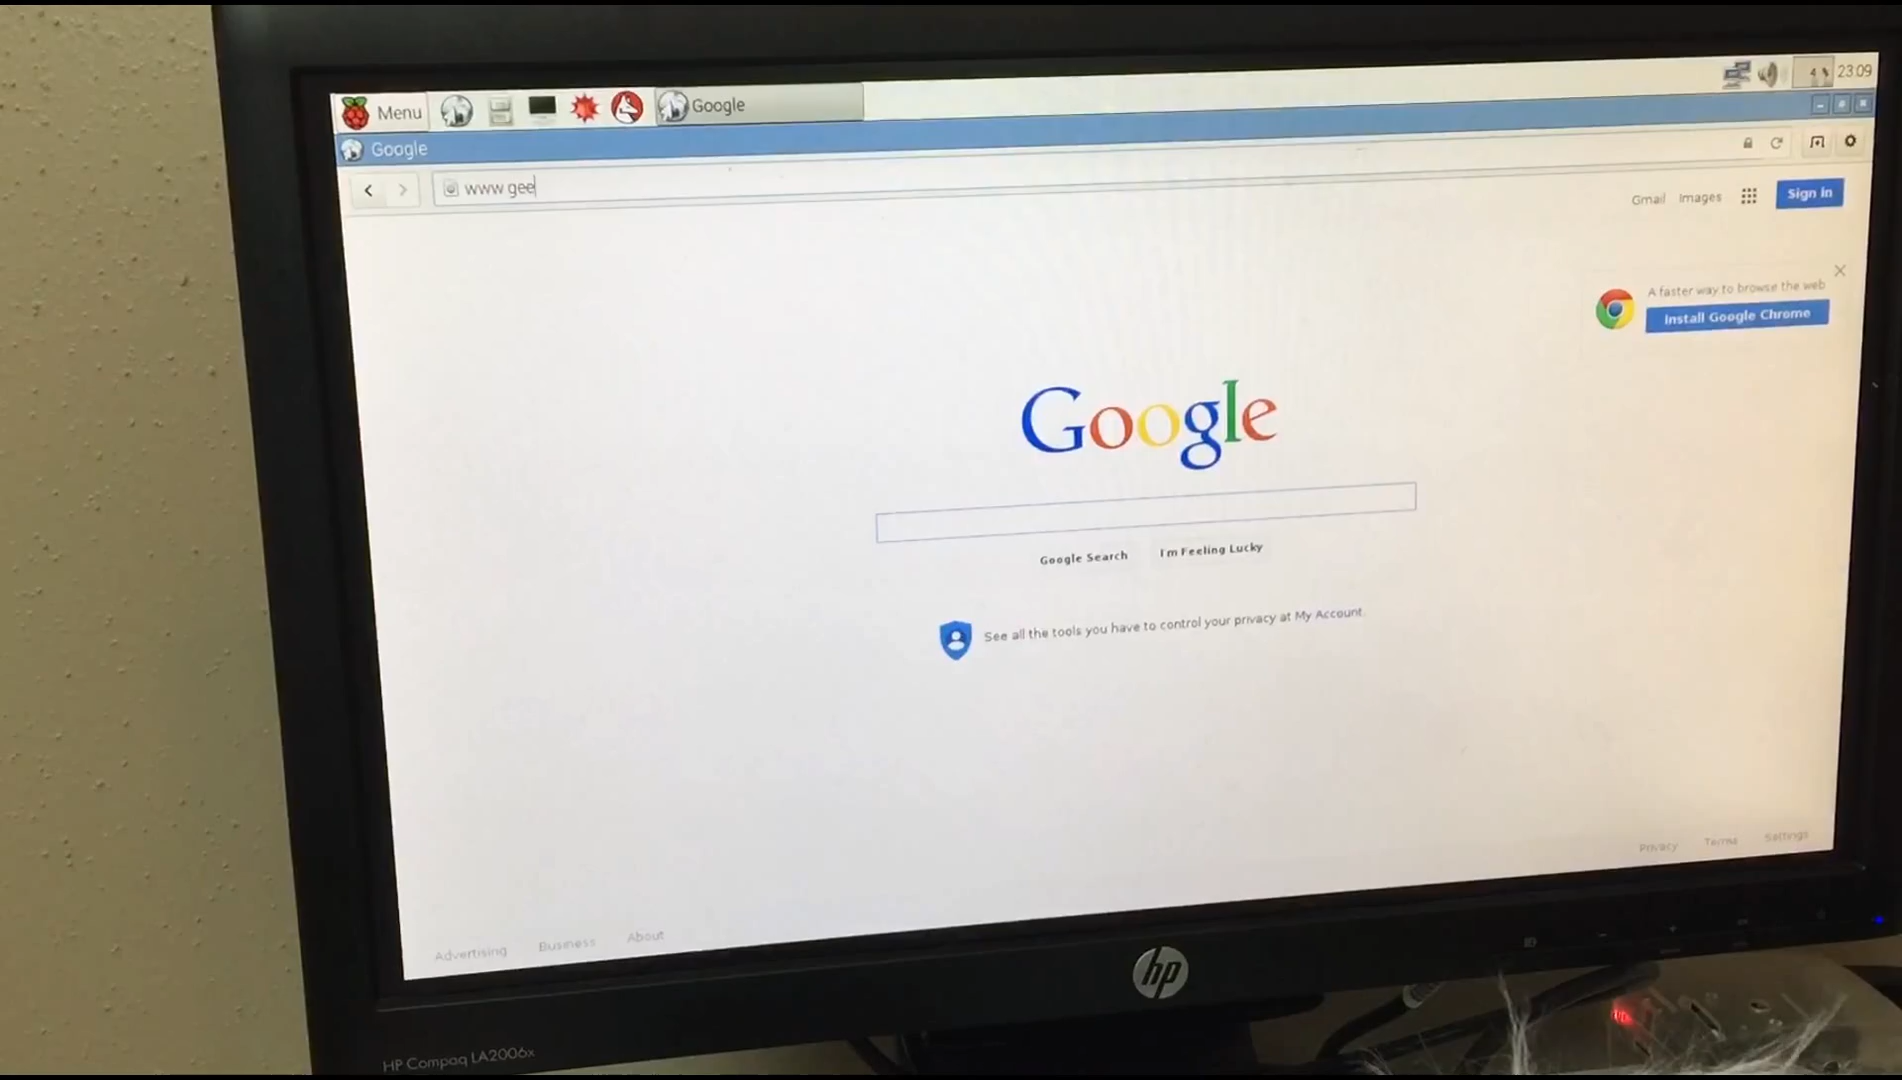 Menu
Google
4 %
23:09
Google
www gee
Gmail Images
Sign in
A faster way to browse the web
Install Google Chrome
Google
Google Search
I'm Feeling Lucky
See all the tools you have to control your privacy at My Account.
Privacy Terms Settings
Advertising Business About
hp
HP Compaq LA2006x